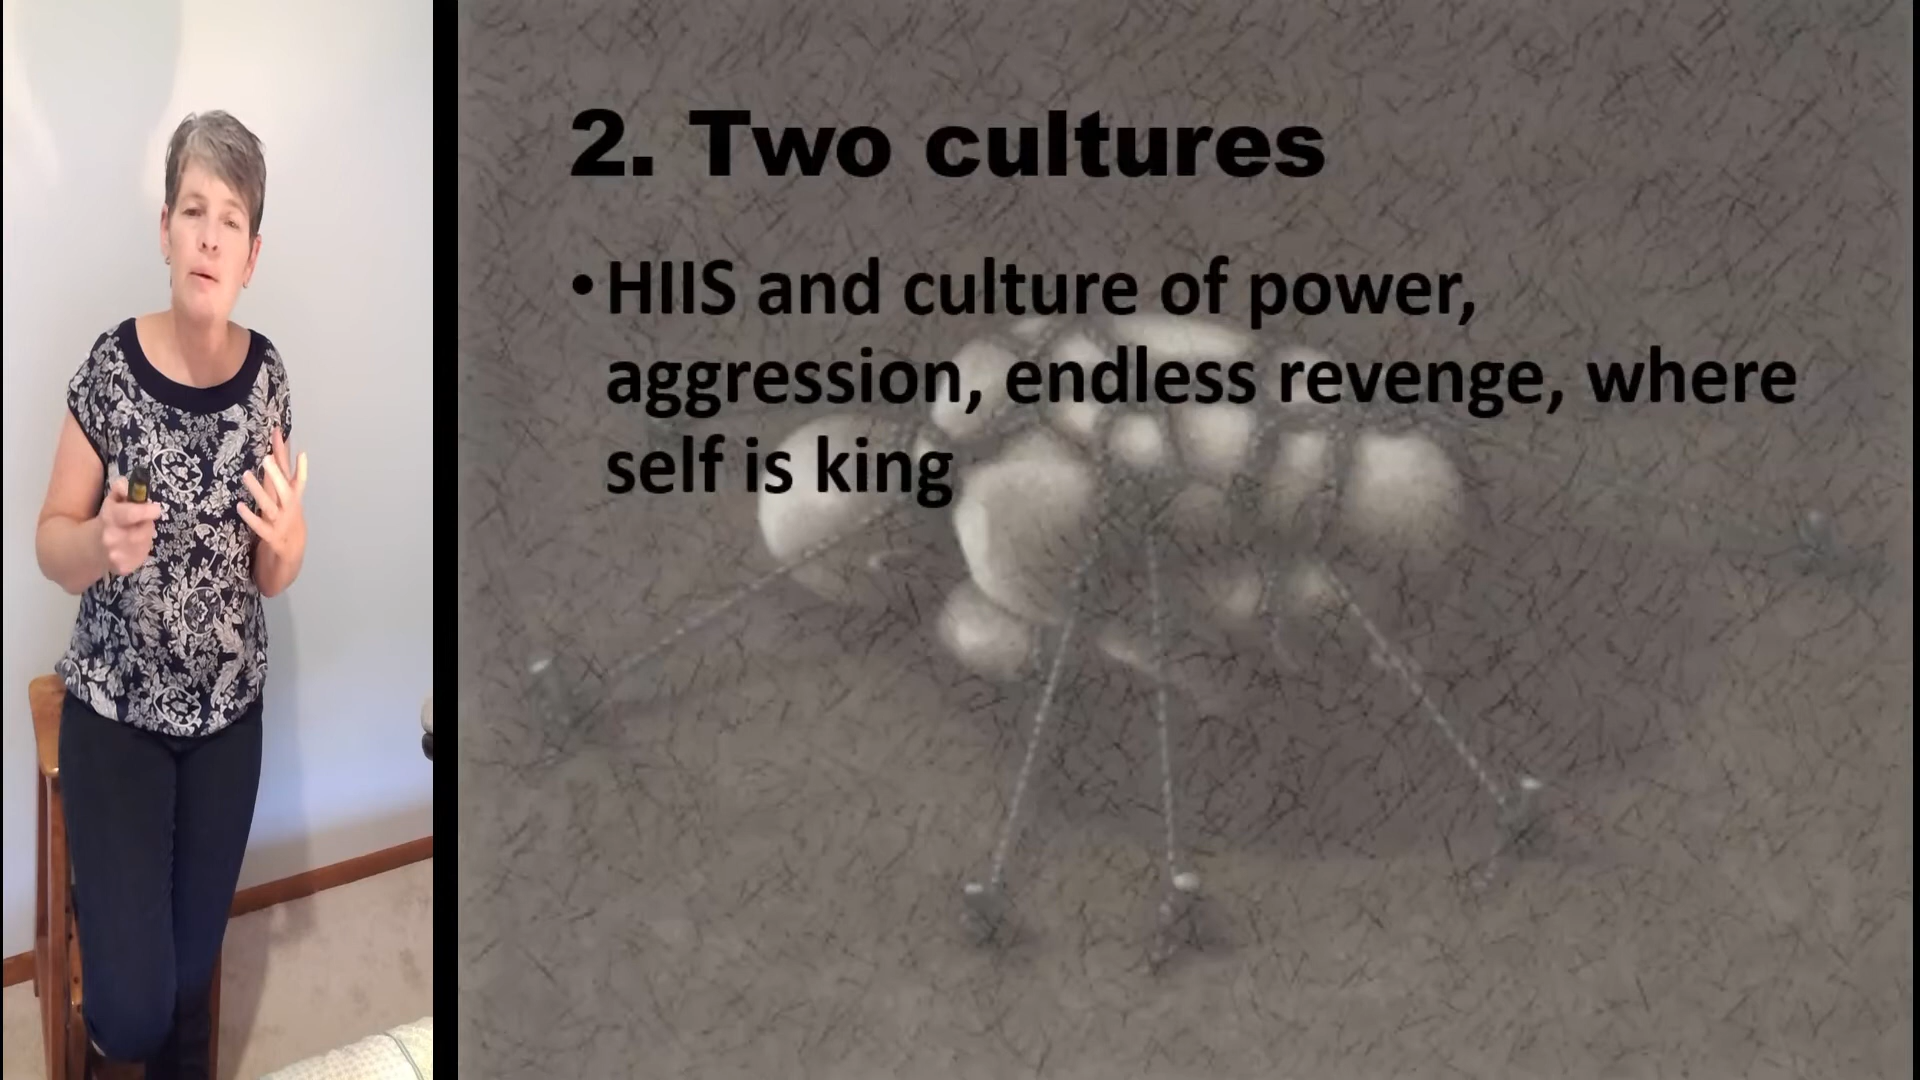 2. Two cultures
• HIIS and culture of power,
aggression, endless revenge, where
self is king